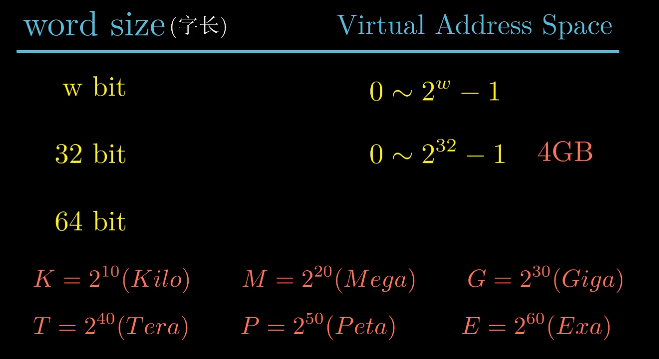 word size(字长) Virtual Address Space
w bit 0 ∼ 2^w − 1
32 bit 0 ∼ 2^32 − 1 4GB
64 bit
K = 2^10(Kilo) M = 2^20(Mega) G = 2^30(Giga)
T = 2^40(Tera) P = 2^50(Peta) E = 2^60(Exa)